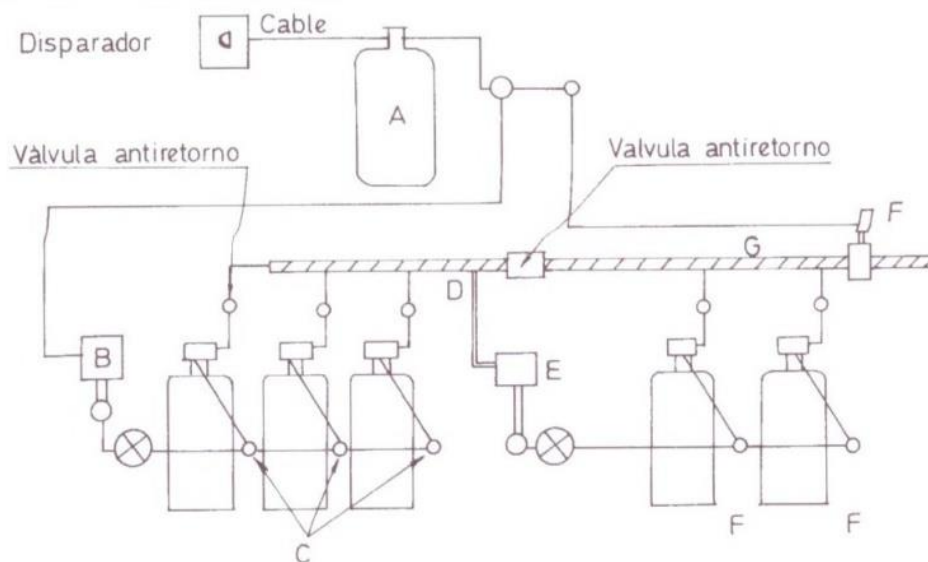 Disparador
Cable
A
Vàlvula antiretorno
Valvula antiretorno
F
G
D
B
E
C
F
F